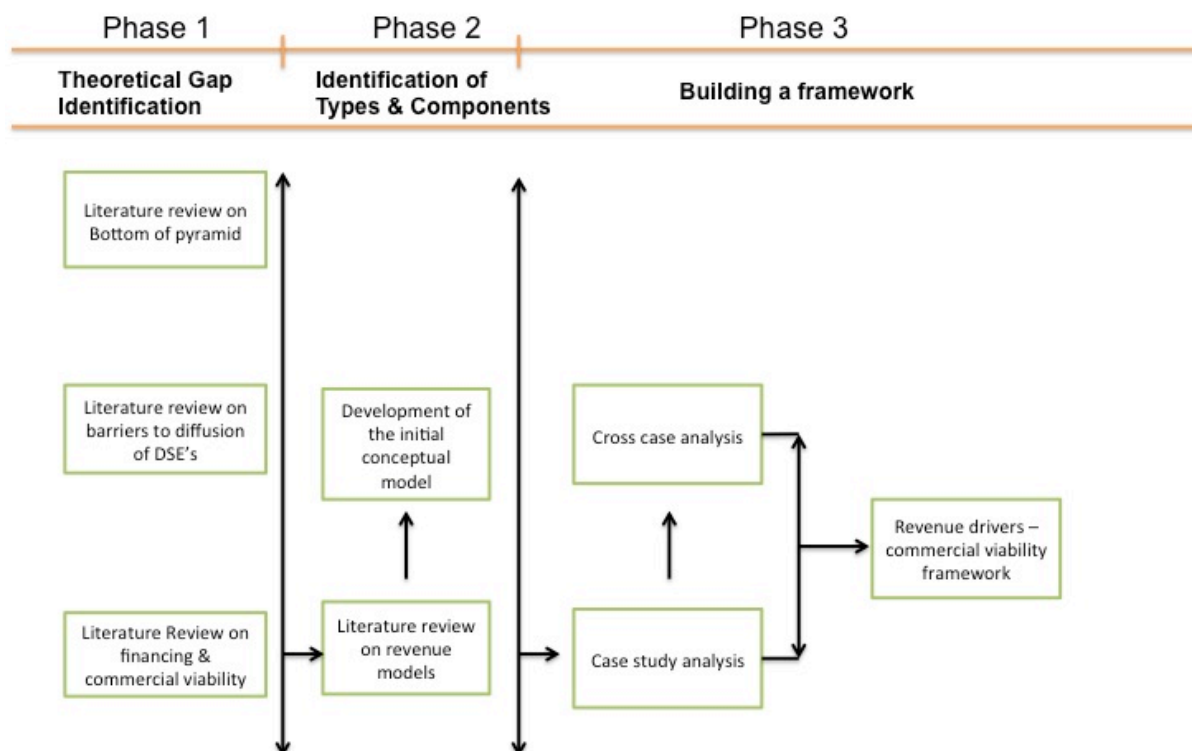 Phase 1
Phase 2
Phase 3
Theoretical Gap
Identification
Identification of
Types & Components
Building a framework
Literature review on
Bottom of pyramid
Literature review on
barriers to diffusion
of DSE's
Literature Review on
financing &
commercial viability
Development of
the initial
conceptual
model
Literature review
on revenue
models
Cross case analysis
Case study analysis
Revenue drivers –
commercial viability
framework